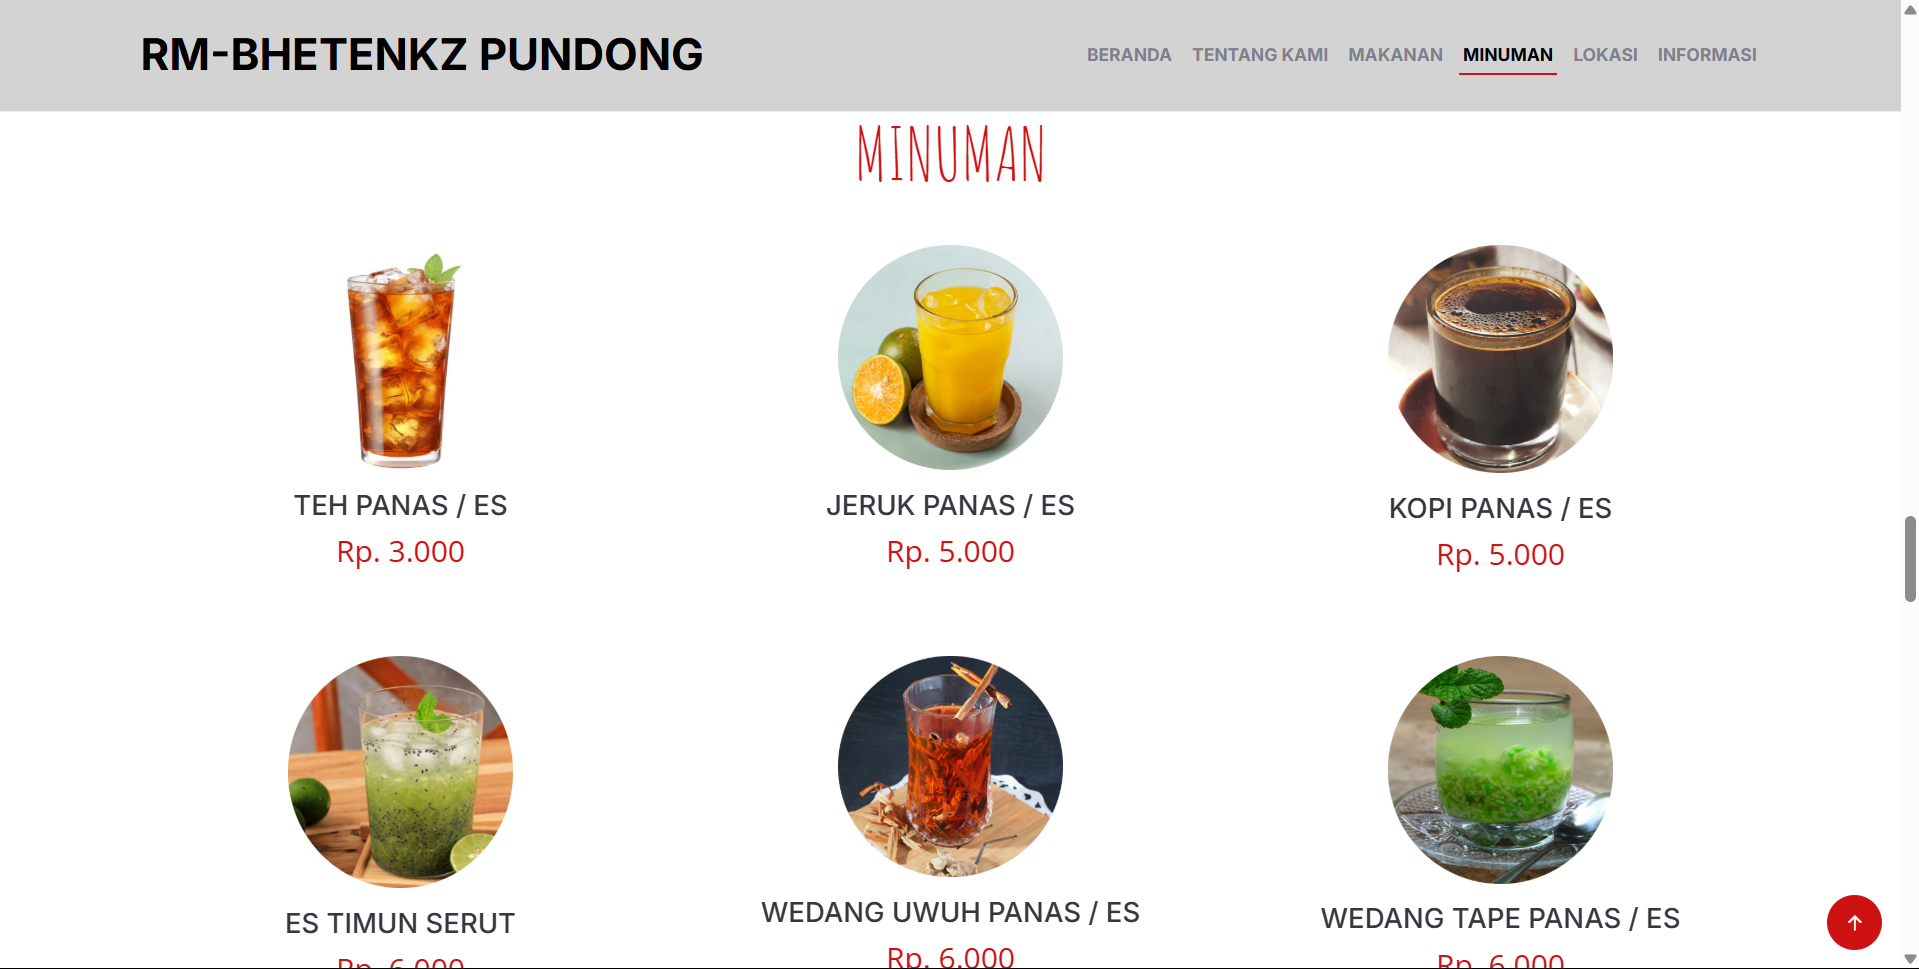 RM-BHETENKZ PUNDONG
BERANDA TENTANG KAMI MAKANAN MINUMAN LOKASI INFORMASI
MINUMAN
TEH PANAS / ES
Rp. 3.000
JERUK PANAS / ES
Rp. 5.000
KOPI PANAS / ES
Rp. 5.000
ES TIMUN SERUT
Rp. 6.000
WEDANG UWUH PANAS / ES
Rp. 6.000
WEDANG TAPE PANAS / ES
Rp. 6.000